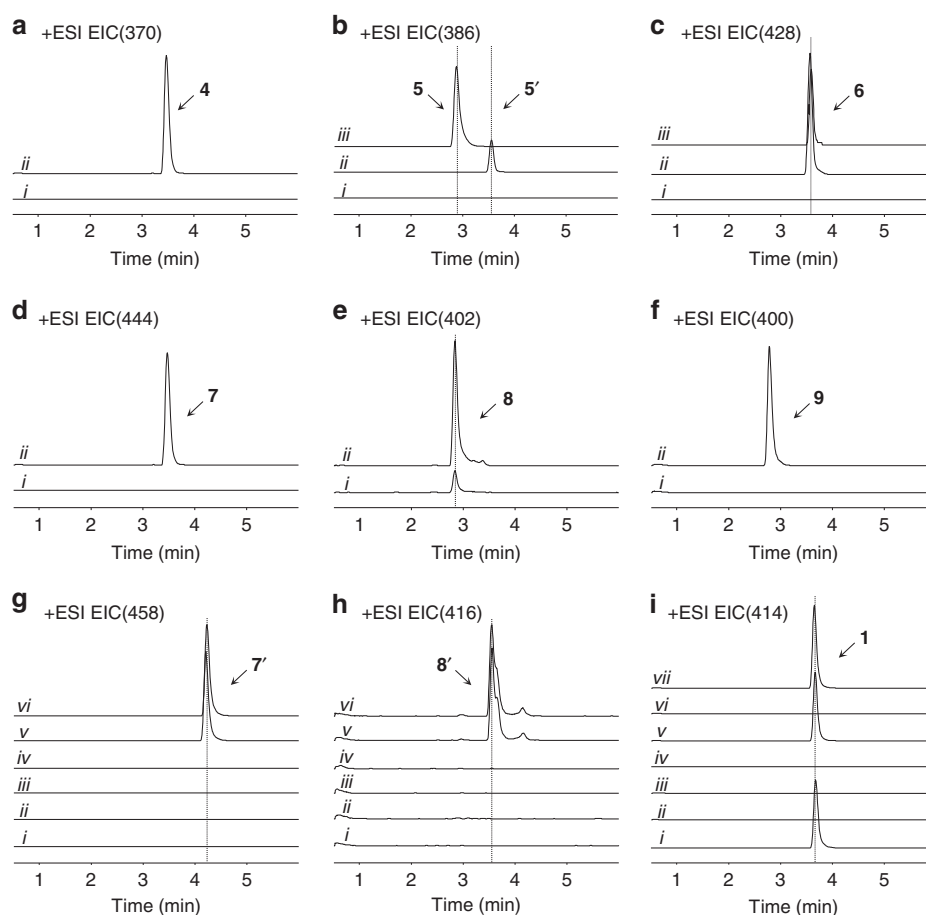 a +ESI EIC(370)
4
ii
i
1 2 3 4 5
Time (min)
b +ESI EIC(386)
5 5′
iii
ii
i
1 2 3 4 5
Time (min)
c +ESI EIC(428)
6
iii
ii
i
1 2 3 4 5
Time (min)
d +ESI EIC(444)
7
ii
i
1 2 3 4 5
Time (min)
e +ESI EIC(402)
8
ii
i
1 2 3 4 5
Time (min)
f +ESI EIC(400)
9
ii
i
1 2 3 4 5
Time (min)
g +ESI EIC(458)
7′
vi
v
iv
iii
ii
i
1 2 3 4 5
Time (min)
h +ESI EIC(416)
8′
vi
v
iv
iii
ii
i
1 2 3 4 5
Time (min)
i +ESI EIC(414)
1
vii
vi
v
iv
iii
ii
i
1 2 3 4 5
Time (min)